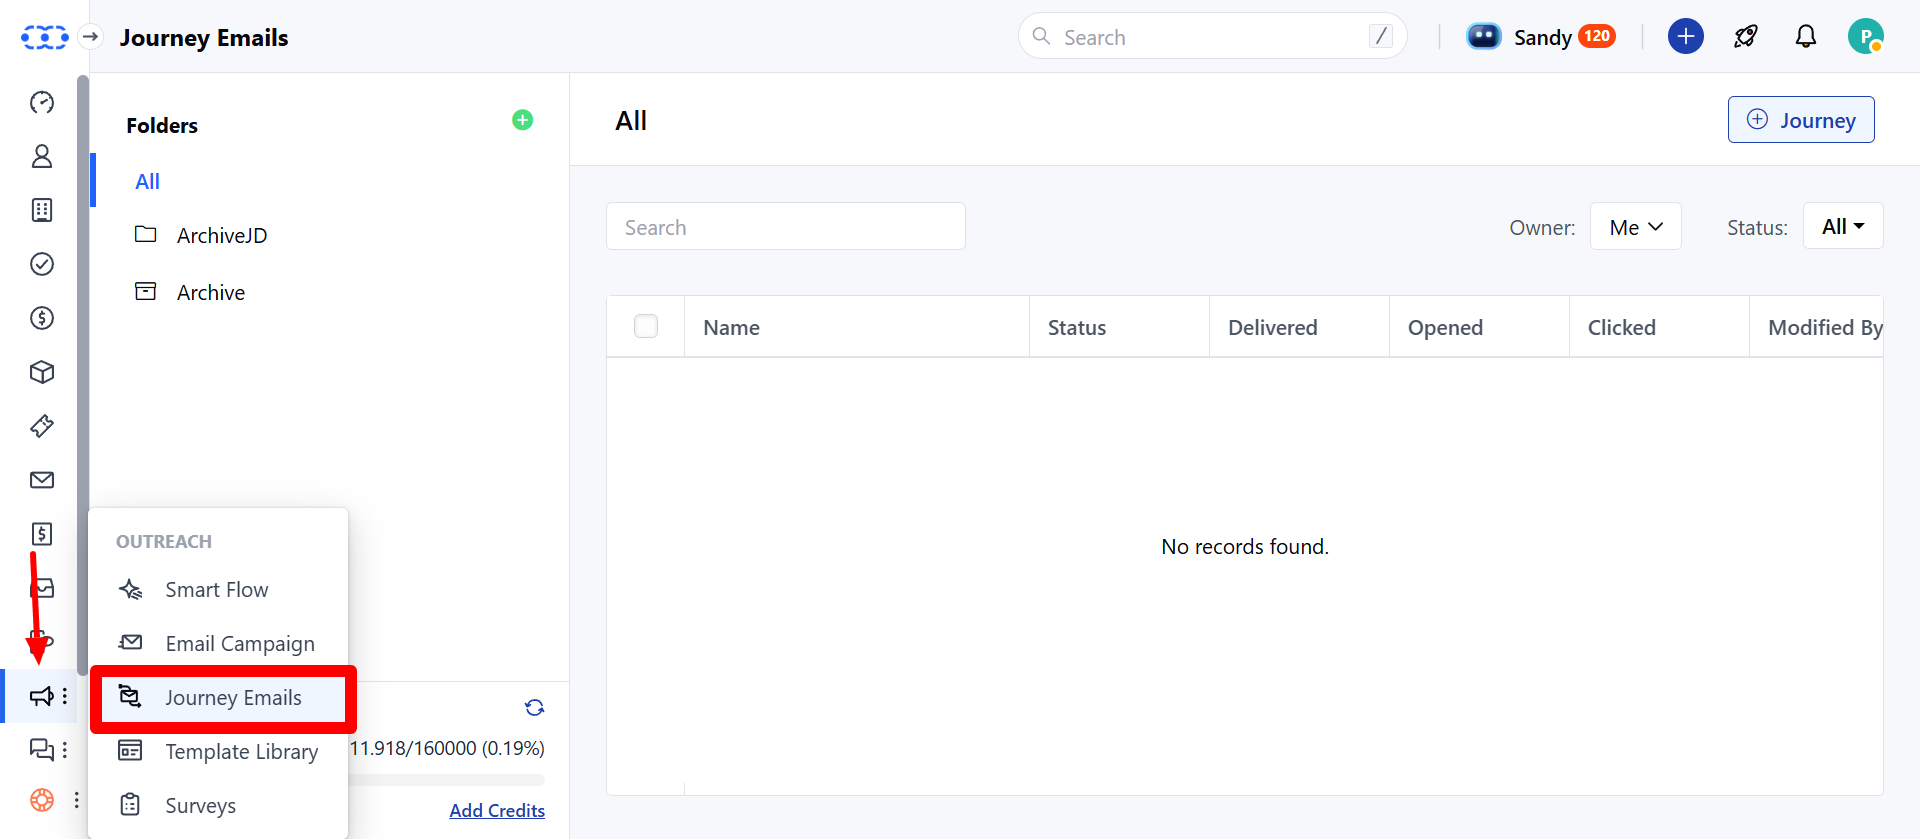 Journey Emails
Search /
Sandy 120
P
Folders
All
ArchiveJD
Archive
All
Journey
Search
Owner: Me
Status: All
Name Status Delivered Opened Clicked Modified By
No records found.
OUTREACH
Smart Flow
Email Campaign
Journey Emails
Template Library
Surveys
11.918/160000 (0.19%)
Add Credits